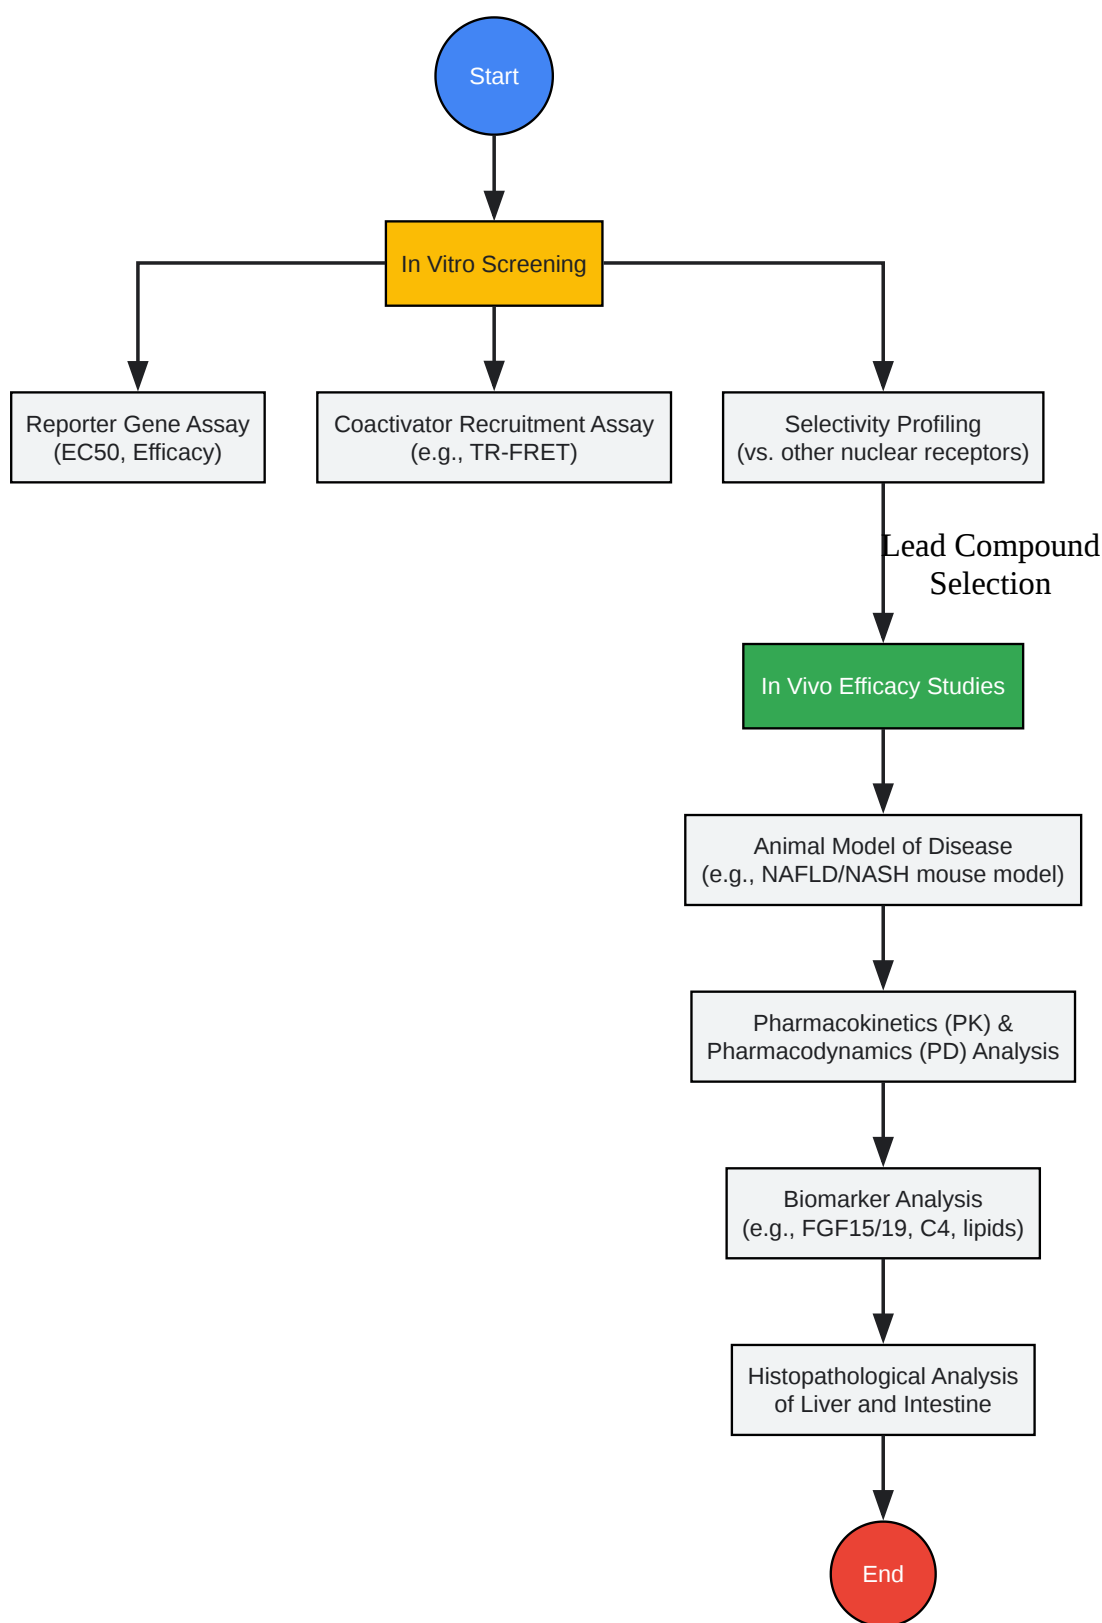 Start
In Vitro Screening
Reporter Gene Assay
(EC50, Efficacy)
Coactivator Recruitment Assay
(e.g., TR-FRET)
Selectivity Profiling
(vs. other nuclear receptors)
Lead Compound
Selection
In Vivo Efficacy Studies
Animal Model of Disease
(e.g., NAFLD/NASH mouse model)
Pharmacokinetics (PK) &
Pharmacodynamics (PD) Analysis
Biomarker Analysis
(e.g., FGF15/19, C4, lipids)
Histopathological Analysis
of Liver and Intestine
End